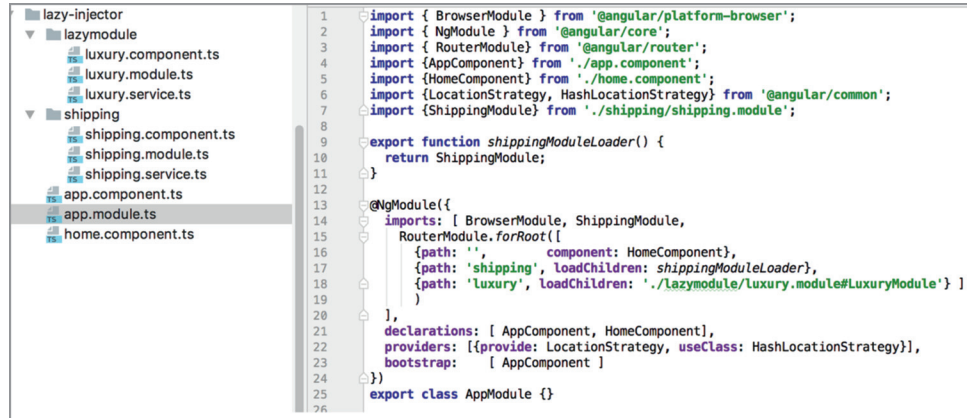 lazy-injector
lazymodule
luxury.component.ts
luxury.module.ts
luxury.service.ts
shipping
shipping.component.ts
shipping.module.ts
shipping.service.ts
app.component.ts
app.module.ts
home.component.ts
1 import { BrowserModule } from '@angular/platform-browser';
2 import { NgModule } from '@angular/core';
3 import { RouterModule} from '@angular/router';
4 import {AppComponent} from './app.component';
5 import {HomeComponent} from './home.component';
6 import {LocationStrategy, HashLocationStrategy} from '@angular/common';
7 import {ShippingModule} from './shipping/shipping.module';
8
9 export function shippingModuleLoader() {
10   return ShippingModule;
11 }
12
13 @NgModule({
14   imports: [ BrowserModule, ShippingModule,
15     RouterModule.forRoot([
16       {path: '',        component: HomeComponent},
17       {path: 'shipping', loadChildren: shippingModuleLoader},
18       {path: 'luxury', loadChildren: './lazymodule/luxury.module#LuxuryModule'} ]
19       )
20   ],
21   declarations: [ AppComponent, HomeComponent],
22   providers: [{provide: LocationStrategy, useClass: HashLocationStrategy}],
23   bootstrap:    [ AppComponent ]
24 })
25 export class AppModule {}
26